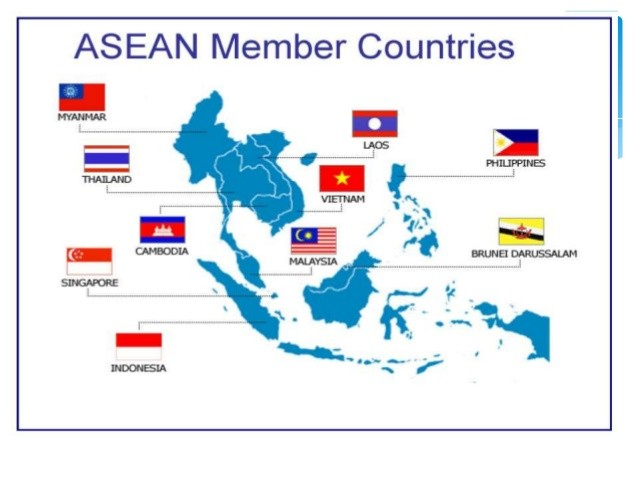 ASEAN Member Countries
MYANMAR
LAOS
PHILIPPINES
THAILAND
VIETNAM
CAMBODIA
MALAYSIA
BRUNEI DARUSSALAM
SINGAPORE
INDONESIA